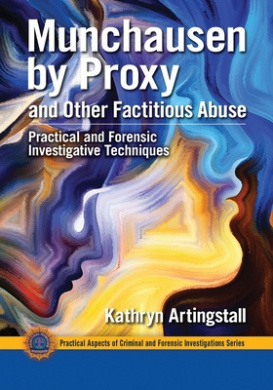 Munchausen
by Proxy
and Other Factitious Abuse
Practical and Forensic
Investigative Techniques
Kathryn Artingstall
Practical Aspects of Criminal and Forensic Investigations Series